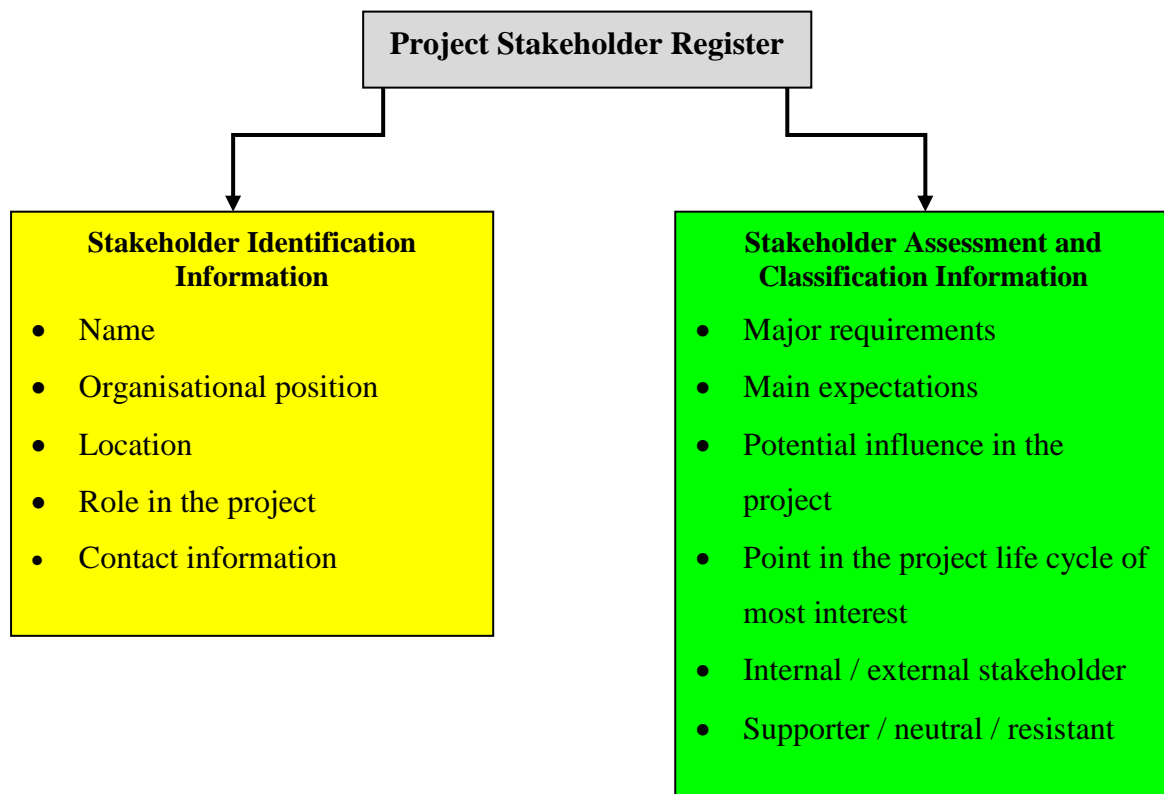 Project Stakeholder Register
Stakeholder Identification
Information
• Name
• Organisational position
• Location
• Role in the project
• Contact information
Stakeholder Assessment and
Classification Information
• Major requirements
• Main expectations
• Potential influence in the
project
• Point in the project life cycle of
most interest
• Internal / external stakeholder
• Supporter / neutral / resistant